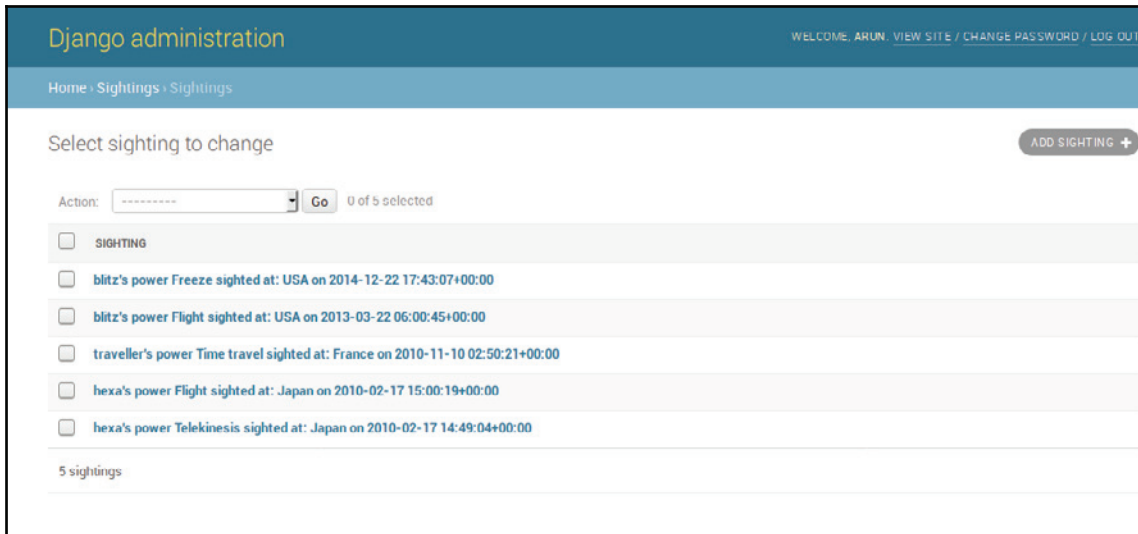 Django administration
WELCOME, ARUN. VIEW SITE / CHANGE PASSWORD / LOG OUT
Home › Sightings › Sightings
Select sighting to change
ADD SIGHTING +
Action: --------- Go 0 of 5 selected
SIGHTING
blitz's power Freeze sighted at: USA on 2014-12-22 17:43:07+00:00
blitz's power Flight sighted at: USA on 2013-03-22 06:00:45+00:00
traveller's power Time travel sighted at: France on 2010-11-10 02:50:21+00:00
hexa's power Flight sighted at: Japan on 2010-02-17 15:00:19+00:00
hexa's power Telekinesis sighted at: Japan on 2010-02-17 14:49:04+00:00
5 sightings